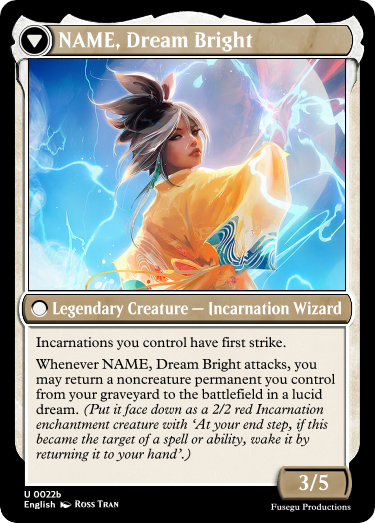 NAME, Dream Bright
Legendary Creature — Incarnation Wizard
Incarnations you control have first strike.
Whenever NAME, Dream Bright attacks, you
may return a noncreature permanent you control
from your graveyard to the battlefield in a lucid
dream. (Put it face down as a 2/2 red Incarnation
enchantment creature with ‘At your end step, if this
became the target of a spell or ability, wake it by
returning it to your hand’.)
3/5
U 0022b
English Ross Tran
Fusegu Productions